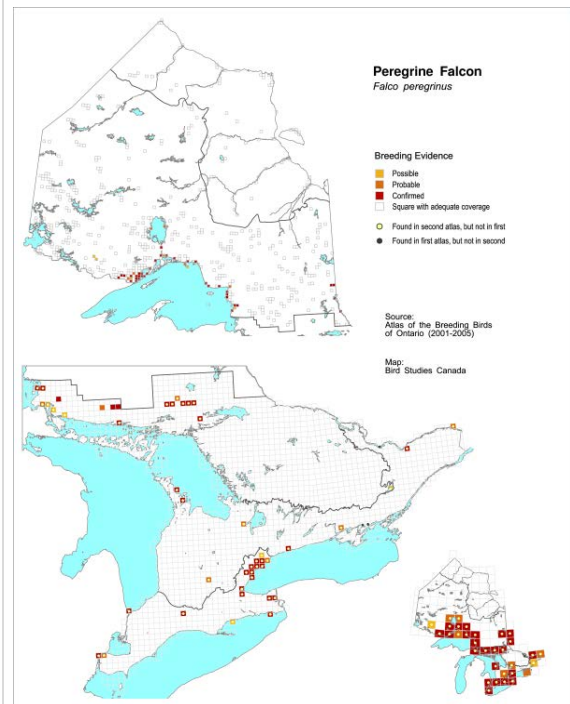 Peregrine Falcon
Falco peregrinus
Breeding Evidence
Possible
Probable
Confirmed
Square with adequate coverage
Found in second atlas, but not in first
Found in first atlas, but not in second
Source:
Atlas of the Breeding Birds
of Ontario (2001-2005)
Map:
Bird Studies Canada